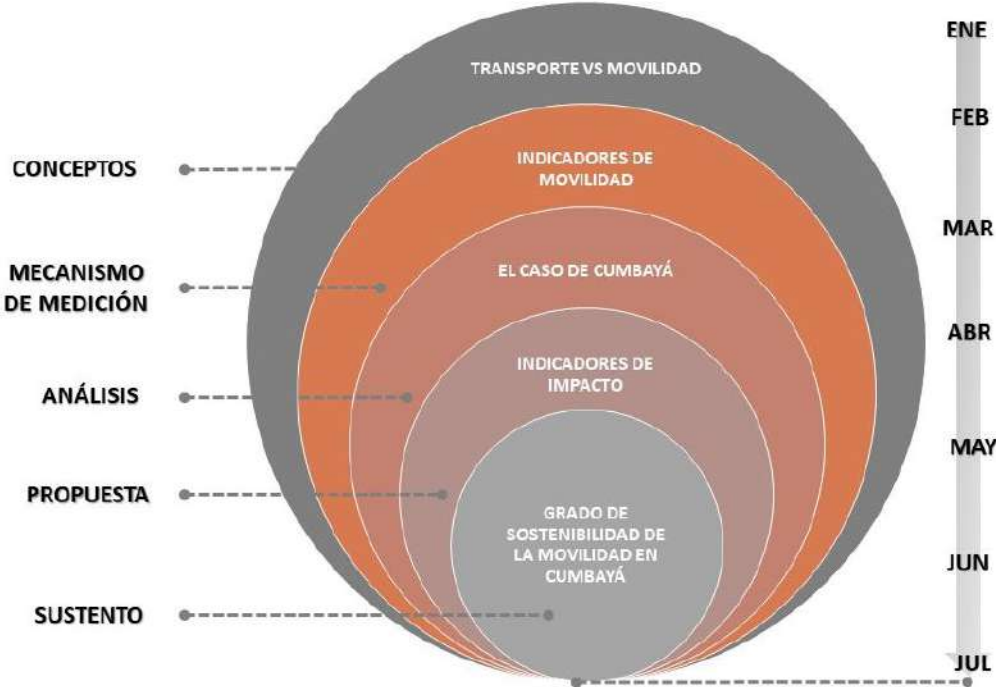 TRANSPORTE VS MOVILIDAD
INDICADORES DE
MOVILIDAD
EL CASO DE CUMBAYÁ
INDICADORES DE
IMPACTO
GRADO DE
SOSTENIBILIDAD DE
LA MOVILIDAD EN
CUMBAYÁ
CONCEPTOS
MECANISMO
DE MEDICIÓN
ANÁLISIS
PROPUESTA
SUSTENTO
ENE
FEB
MAR
ABR
MAY
JUN
JUL